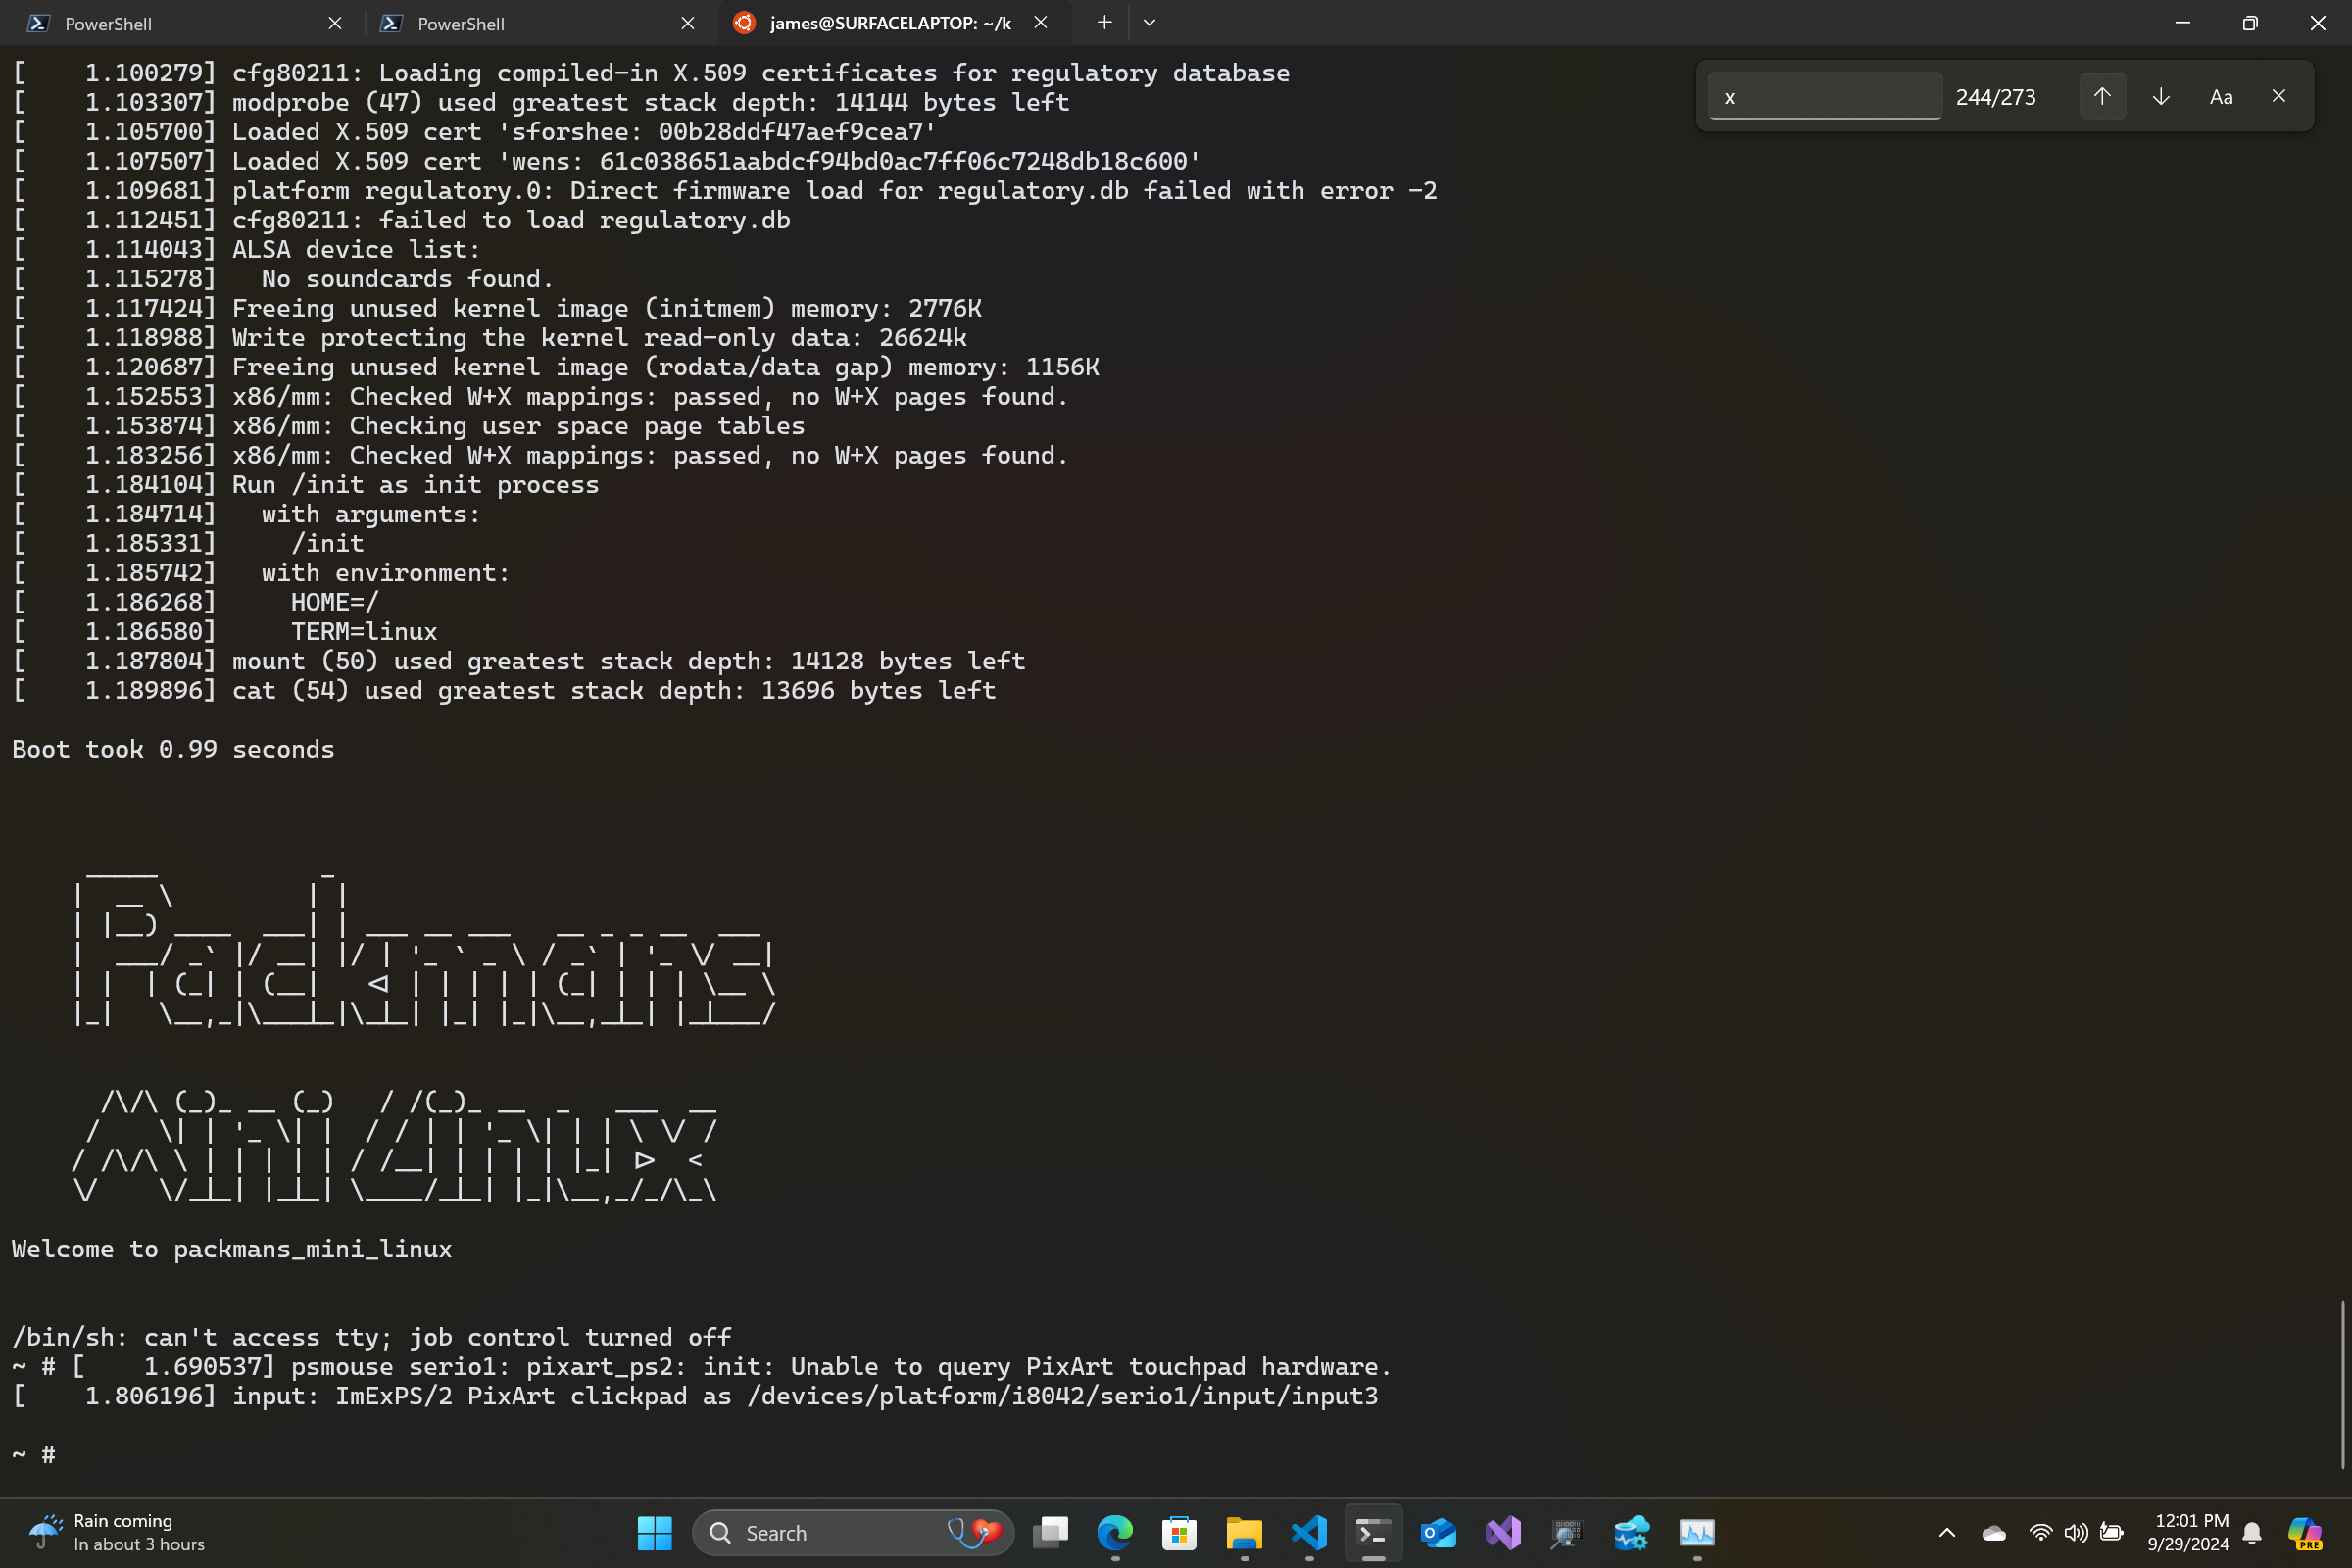 PowerShell
PowerShell
james@SURFACELAPTOP: ~/k
x
244/273
Aa
[    1.100279] cfg80211: Loading compiled-in X.509 certificates for regulatory database
[    1.103307] modprobe (47) used greatest stack depth: 14144 bytes left
[    1.105700] Loaded X.509 cert 'sforshee: 00b28ddf47aef9cea7'
[    1.107507] Loaded X.509 cert 'wens: 61c038651aabdcf94bd0ac7ff06c7248db18c600'
[    1.109681] platform regulatory.0: Direct firmware load for regulatory.db failed with error -2
[    1.112451] cfg80211: failed to load regulatory.db
[    1.114043] ALSA device list:
[    1.115278]   No soundcards found.
[    1.117424] Freeing unused kernel image (initmem) memory: 2776K
[    1.118988] Write protecting the kernel read-only data: 26624k
[    1.120687] Freeing unused kernel image (rodata/data gap) memory: 1156K
[    1.152553] x86/mm: Checked W+X mappings: passed, no W+X pages found.
[    1.153874] x86/mm: Checking user space page tables
[    1.183256] x86/mm: Checked W+X mappings: passed, no W+X pages found.
[    1.184104] Run /init as init process
[    1.184714]   with arguments:
[    1.185331]     /init
[    1.185742]   with environment:
[    1.186268]     HOME=/
[    1.186580]     TERM=linux
[    1.187804] mount (50) used greatest stack depth: 14128 bytes left
[    1.189896] cat (54) used greatest stack depth: 13696 bytes left
Boot took 0.99 seconds
Packmans
Mini Linux
Welcome to packmans_mini_linux
/bin/sh: can't access tty; job control turned off
~ # [    1.690537] psmouse serio1: pixart_ps2: init: Unable to query PixArt touchpad hardware.
[    1.806196] input: ImExPS/2 PixArt clickpad as /devices/platform/i8042/serio1/input/input3
~ #
Rain coming
In about 3 hours
Search
12:01 PM
9/29/2024
PRE